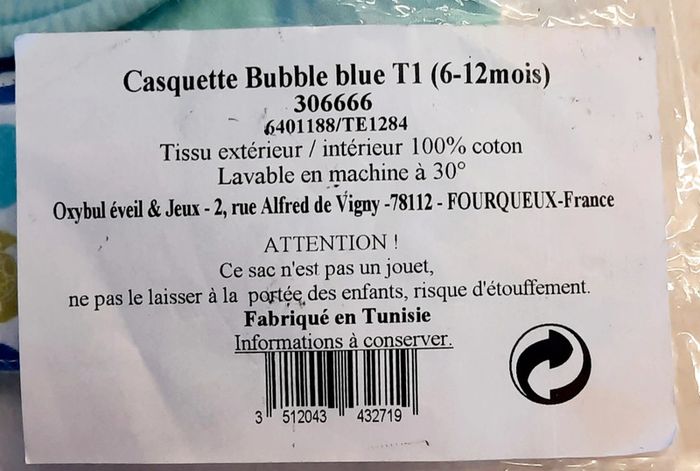 Casquette Bubble blue T1 (6-12mois)
306666
6401188/TE1284
Tissu extérieur / intérieur 100% coton
Lavable en machine à 30°
Oxybul éveil & Jeux - 2, rue Alfred de Vigny -78112 - FOURQUEUX-France
ATTENTION !
Ce sac n'est pas un jouet,
ne pas le laisser à la portée des enfants, risque d'étouffement.
Fabriqué en Tunisie
Informations à conserver.
3 512043 432719